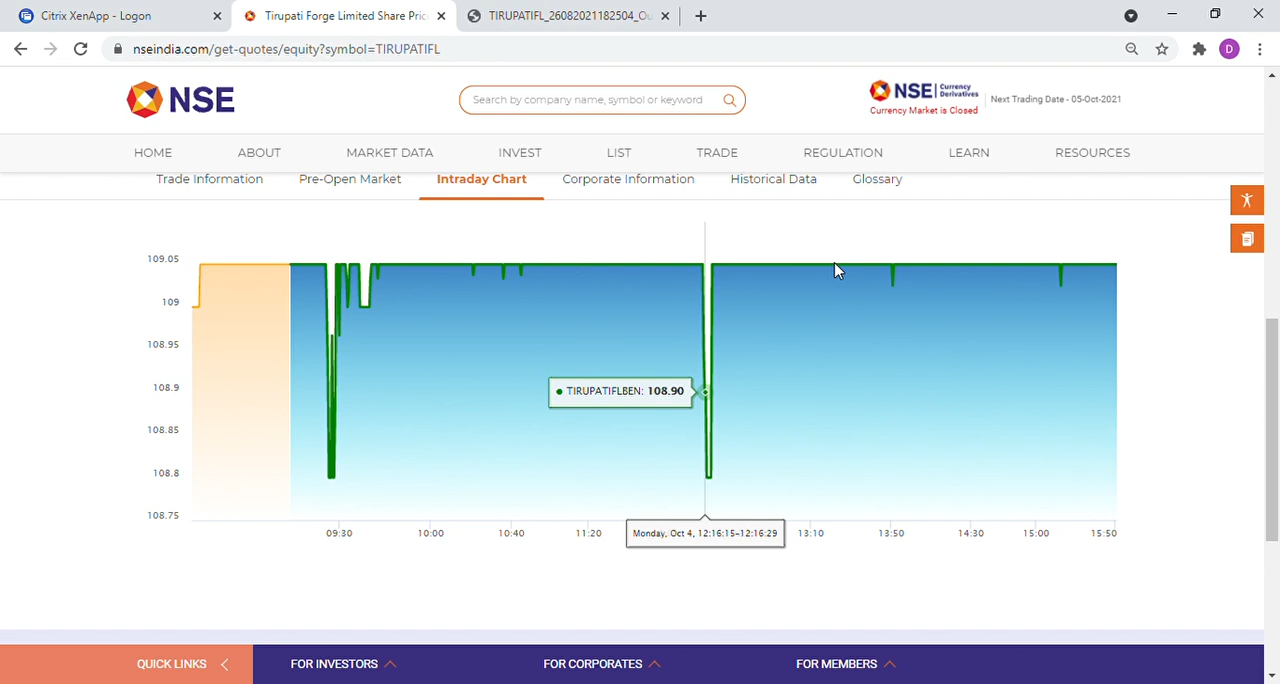 Citrix XenApp - Logon
Tirupati Forge Limited Share Pric
TIRUPATIFL_26082021182504_Ou
nseindia.com/get-quotes/equity?symbol=TIRUPATIFL
D
NSE
Search by company name, symbol or keyword
NSE Currency Derivatives
Currency Market is Closed
Next Trading Date - 05-Oct-2021
HOME ABOUT MARKET DATA INVEST LIST TRADE REGULATION LEARN RESOURCES
Trade Information Pre-Open Market Intraday Chart Corporate Information Historical Data Glossary
109.05
109
108.95
108.9
108.85
108.8
108.75
TIRUPATIFLBEN: 108.90
09:30 10:00 10:40 11:20 13:10 13:50 14:30 15:00 15:50
Monday, Oct 4, 12:16:15-12:16:29
QUICK LINKS FOR INVESTORS FOR CORPORATES FOR MEMBERS